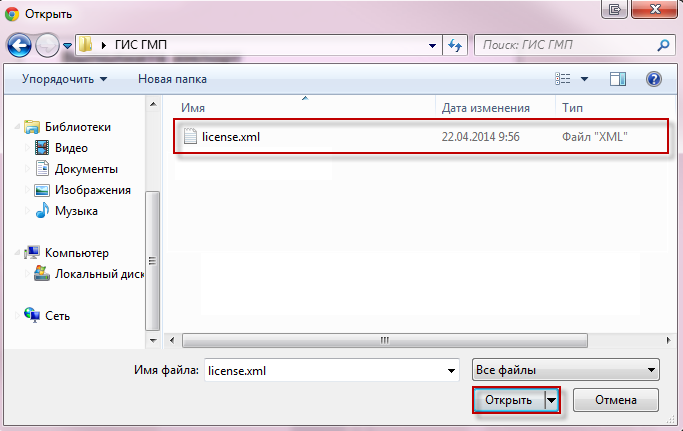 Открыть
ГИС ГМП
Поиск: ГИС ГМП
Упорядочить
Новая папка
Имя
Дата изменения
Тип
Библиотеки
license.xml
22.04.2014 9:56
Файл "XML"
Видео
Документы
Изображения
Музыка
Компьютер
Локальный диск
Сеть
Имя файла:
license.xml
Все файлы
Открыть
Отмена